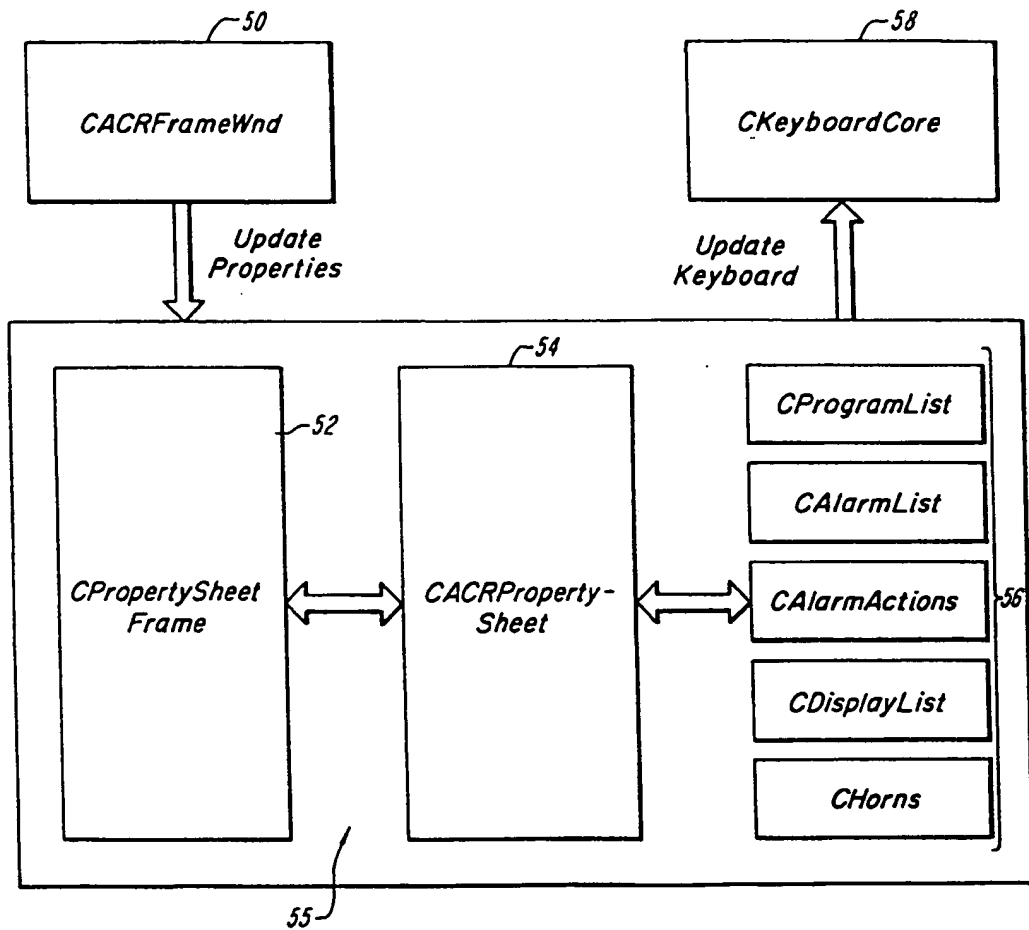 50
58
CACRFrameWnd
CKeyboardCore
Update
Properties
Update
Keyboard
54
52
CPropertySheet
Frame
CACRProperty-
Sheet
CProgramList
CAlarmList
CAlarmActions
CDisplayList
CHorns
56
55